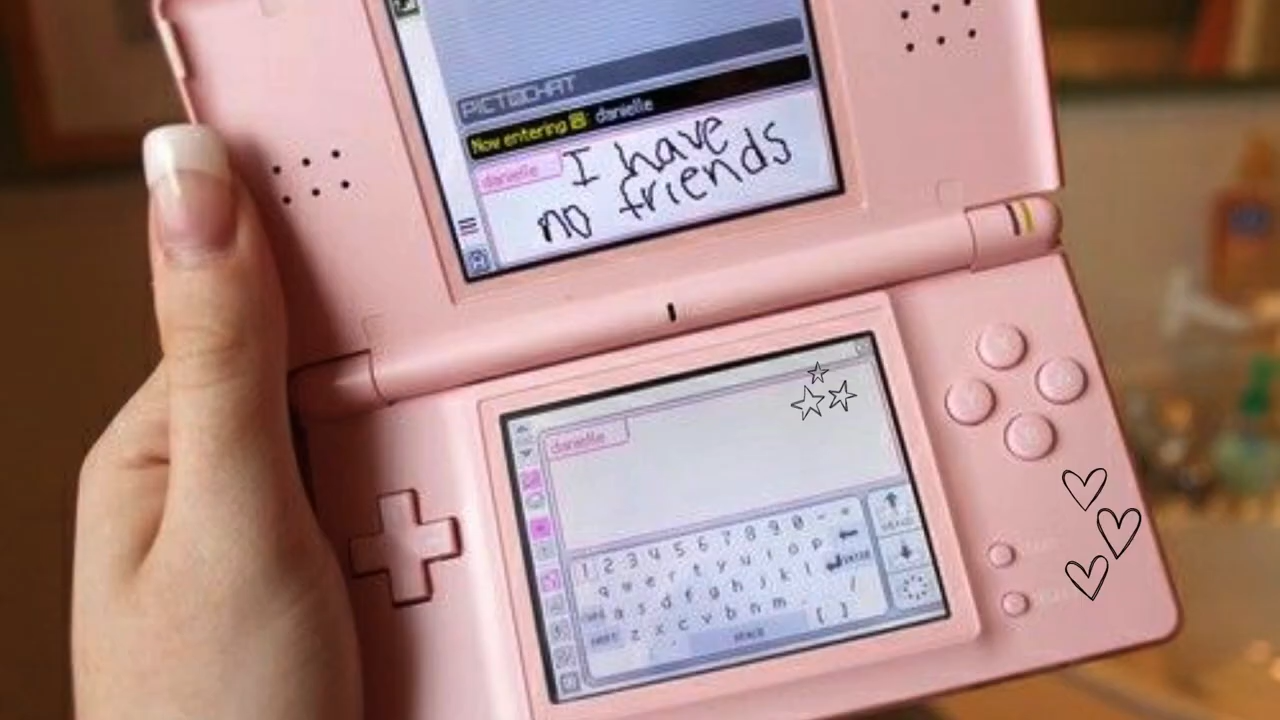 PICTOCHAT
Now entering A: danielle
danielle
I have
no friends
danielle
1 2 3 4 5 6 7 8 9 0 - =
q w e r t y u i o p
a s d f g h j k l ENTER
z x c v b n m /
SPACE [ ]